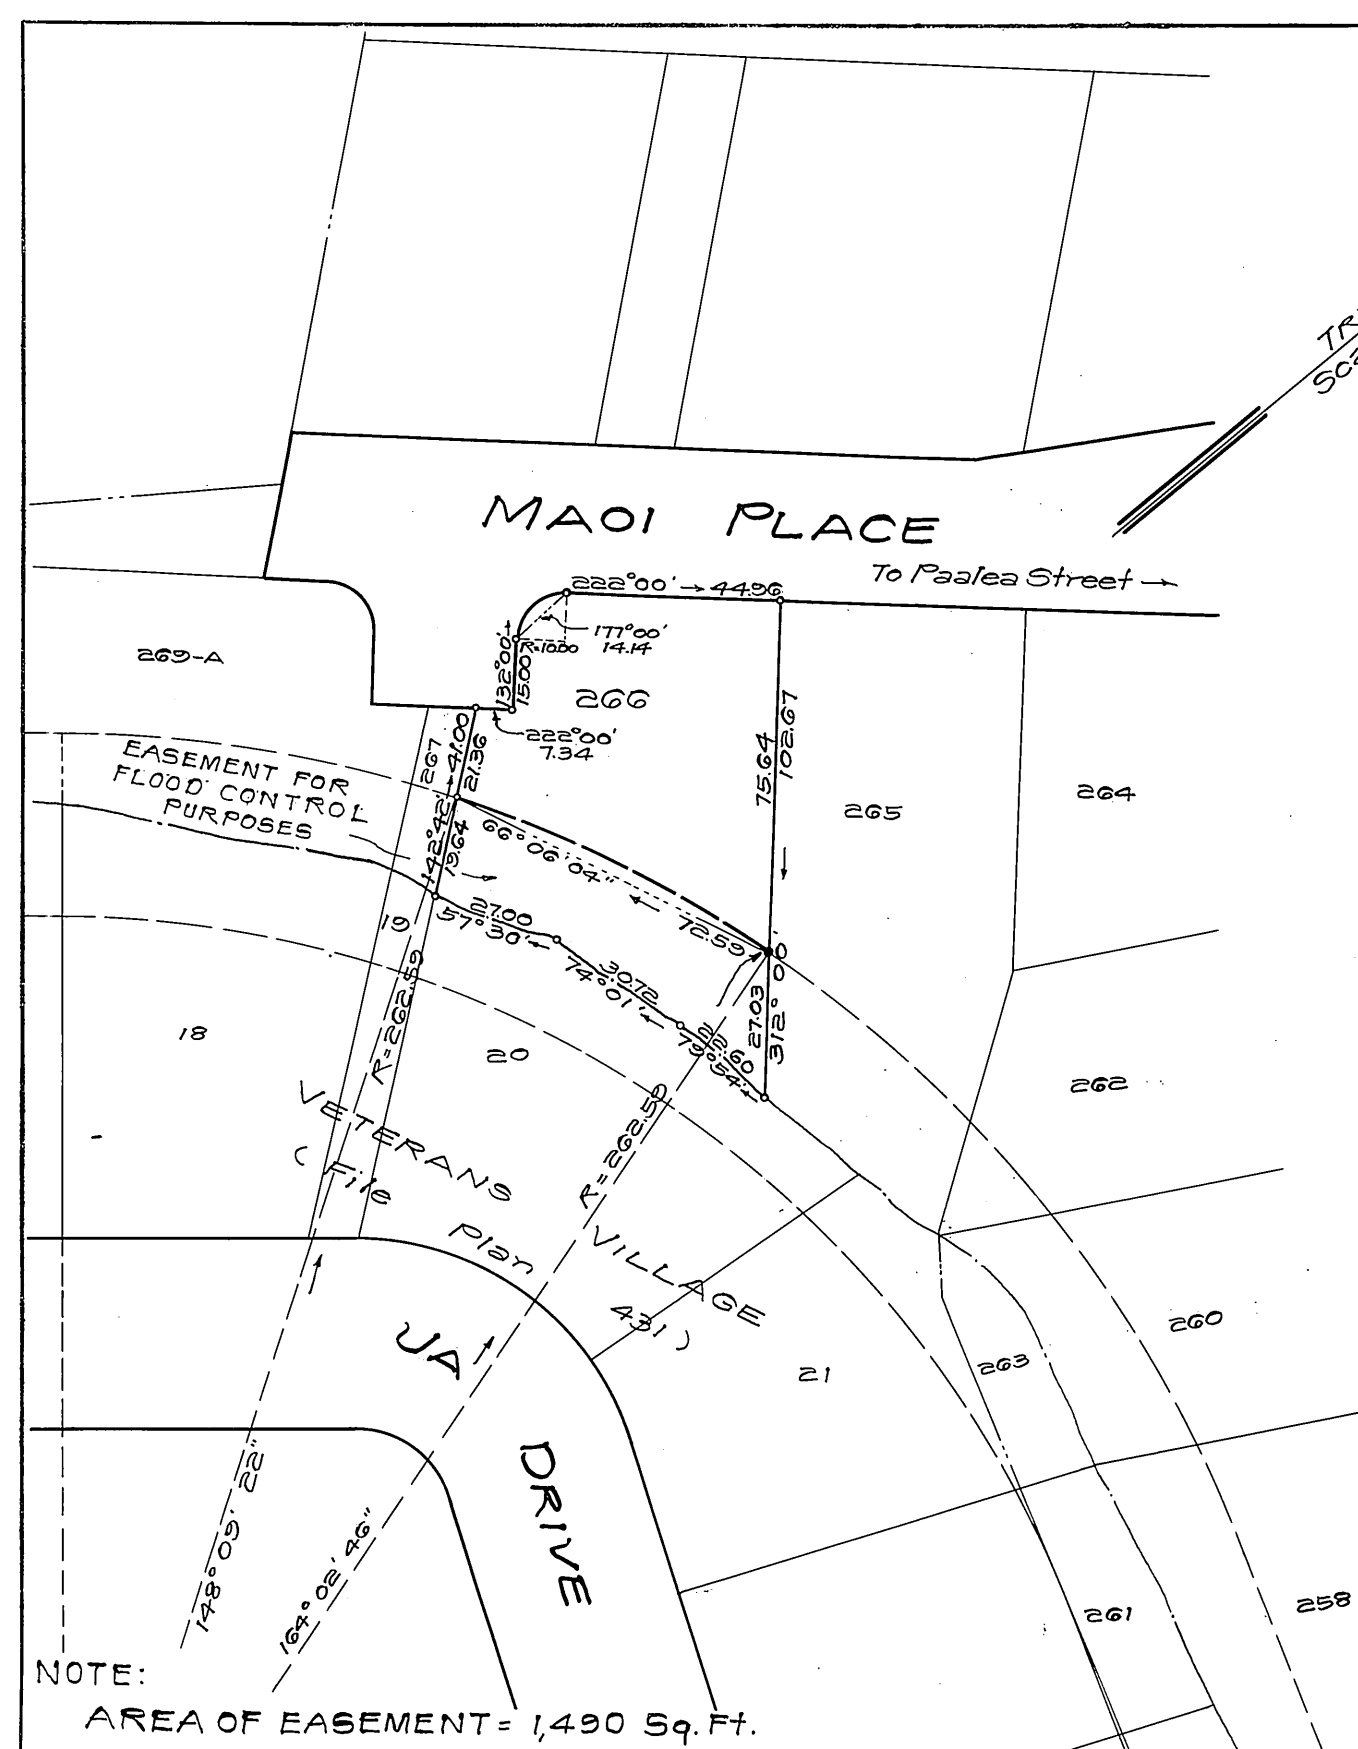 MAOI PLACE
To Paalea Street →
222°00' → 44.96
177°00'
14.14
R=10.00
132°00'
15.00
269-A
266
222°00'
7.34
267
142°42'
41.00
21.36
19.64
75.64
102.67
265
264
EASEMENT FOR
FLOOD CONTROL
PURPOSES
66°06'04"
72.59
19
27.00
57°30'
30.72
74°01'
22.60
79°54'
27.03
312°00'
18
20
262
R=262.59
R=262.59
VETERANS VILLAGE
(File Plan 431)
UA DRIVE
263
260
21
148°09'22"
164°02'46"
261
258
NOTE:
AREA OF EASEMENT = 1,490 Sq. Ft.